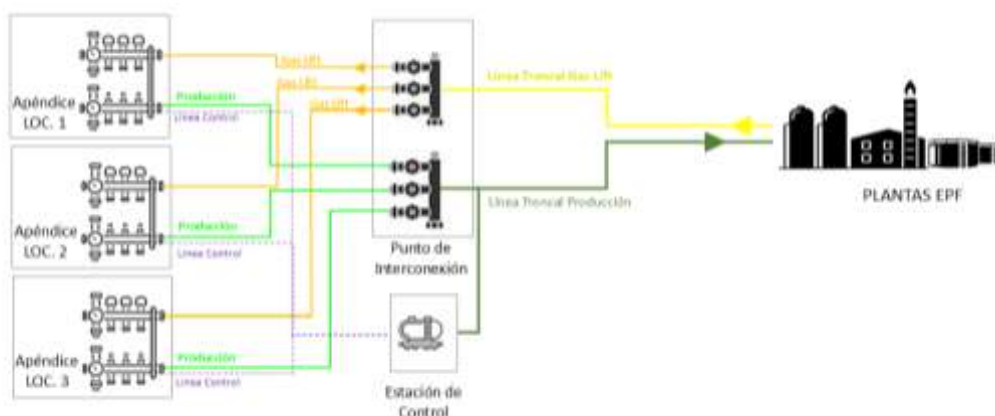 Apéndice
LOC. 1
Producción
Línea Control
Gas Lift
Gas Lift
Gas Lift
Línea Troncal Gas Lift
Apéndice
LOC. 2
Producción
Línea Control
Línea Troncal Producción
PLANTAS EPF
Punto de
Interconexión
Apéndice
LOC. 3
Producción
Línea Control
Estación de
Control